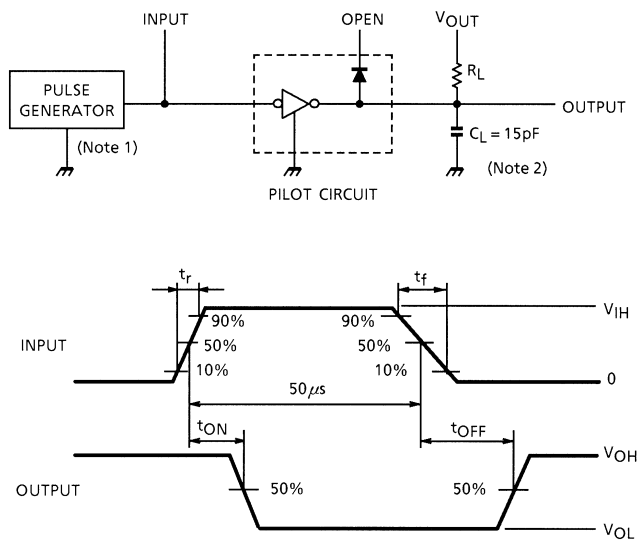 INPUT
OPEN
VOUT
PULSE
GENERATOR
RL
OUTPUT
(Note 1)
CL = 15pF
(Note 2)
PILOT CIRCUIT
tr
tf
VIH
90%
90%
INPUT
50%
50%
10%
10%
0
50μs
tON
tOFF
VOH
OUTPUT
50%
50%
VOL